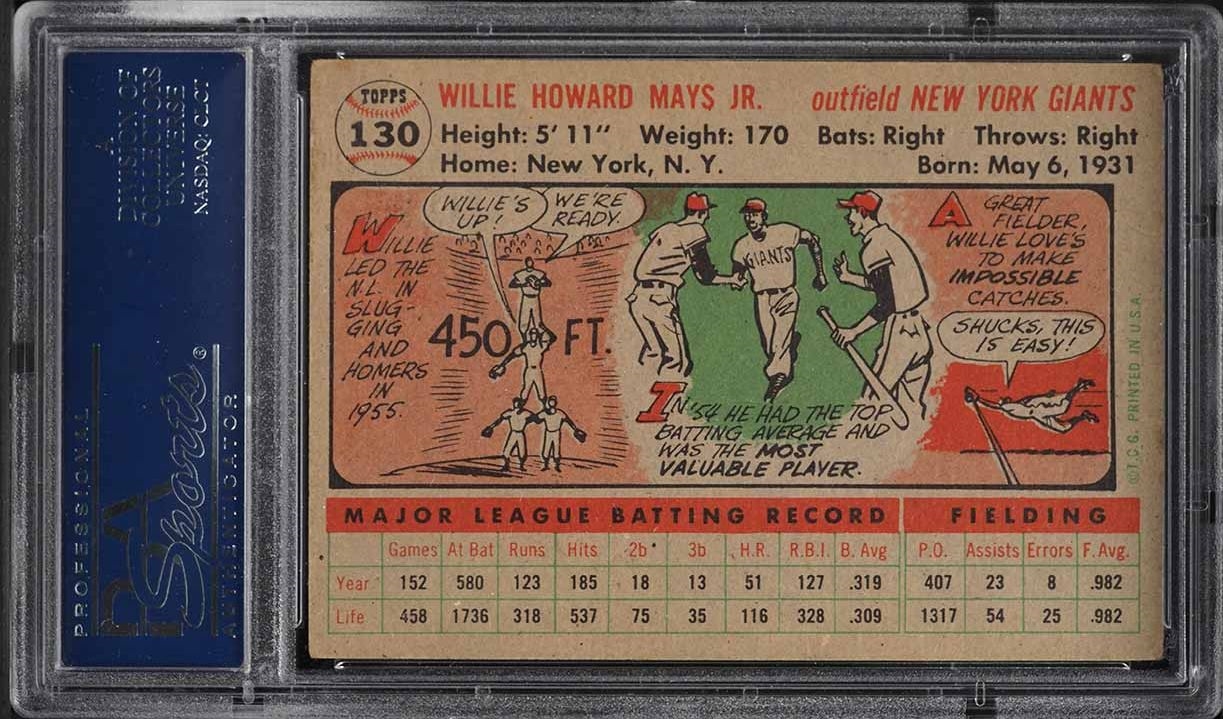 A
DIVISION OF
COLLECTORS
UNIVERSE
NASDAQ: CLCT
PROFESSIONAL
PSA
Sports®
AUTHENTICATOR
TOPPS
130
WILLIE HOWARD MAYS JR. outfield NEW YORK GIANTS
Height: 5' 11" Weight: 170 Bats: Right Throws: Right
Home: New York, N. Y. Born: May 6, 1931
WILLIE
LED THE
N.L. IN
SLUG-
GING
AND
HOMERS
IN
1955.
WILLIE'S
UP!
WE'RE
READY.
450 FT.
GIANTS
IN '54 HE HAD THE TOP
BATTING AVERAGE AND
WAS THE MOST
VALUABLE PLAYER.
A GREAT
FIELDER,
WILLIE LOVE'S
TO MAKE
IMPOSSIBLE
CATCHES.
SHUCKS, THIS
IS EASY!
©T.C.G. PRINTED IN U.S.A.
MAJOR LEAGUE BATTING RECORD FIELDING
Games At Bat Runs Hits 2b 3b H.R. R.B.I. B. Avg P.O. Assists Errors F. Avg.
Year 152 580 123 185 18 13 51 127 .319 407 23 8 .982
Life 458 1736 318 537 75 35 116 328 .309 1317 54 25 .982